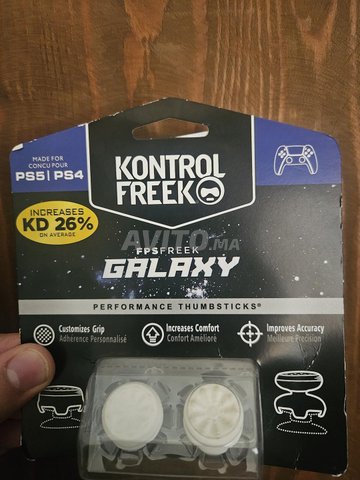 MADE FOR
CONÇU POUR
PS5 | PS4
KONTROL
FREEK
INCREASES
KD 26%
ON AVERAGE
AVITO.MA
FPSFREEK
GALAXY
PERFORMANCE THUMBSTICKS®
Customizes Grip
Adhérence Personnalisé
Increases Comfort
Confort Amélioré
Improves Accuracy
Meilleure Précision